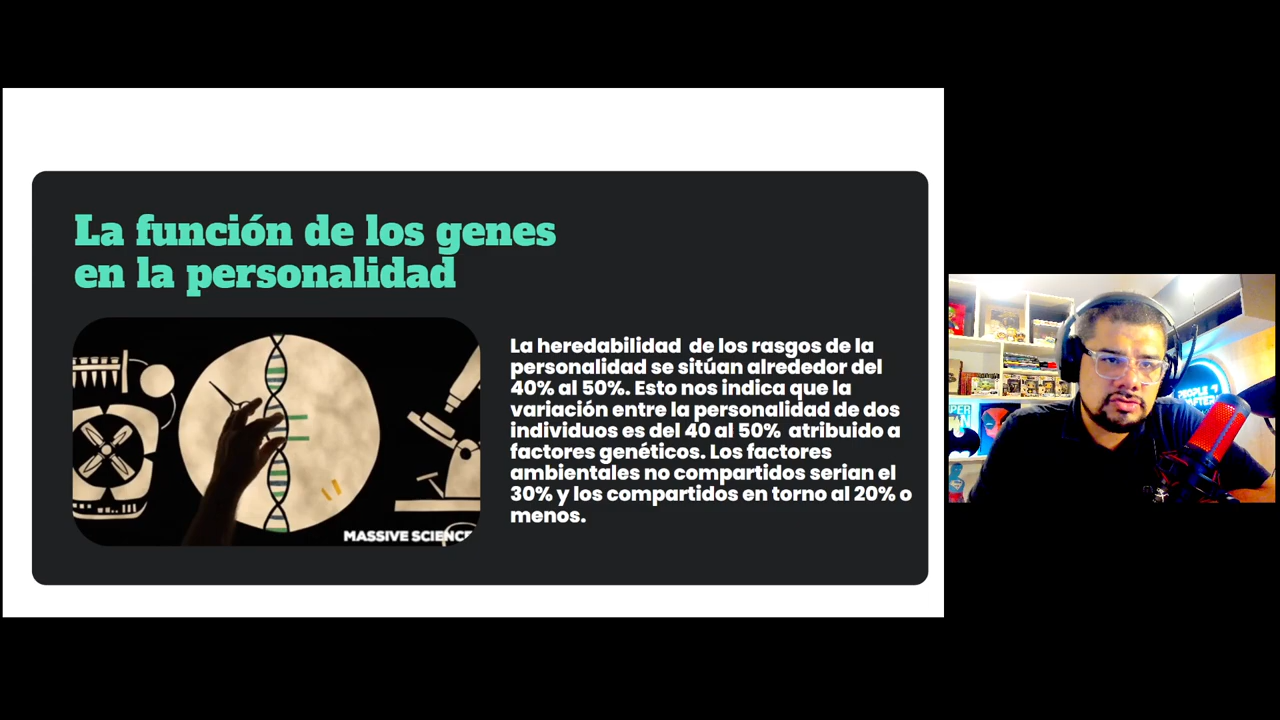 La función de los genes
en la personalidad
La heredabilidad de los rasgos de la
personalidad se sitúan alrededor del
40% al 50%. Esto nos indica que la
variación entre la personalidad de dos
individuos es del 40 al 50% atribuido a
factores genéticos. Los factores
ambientales no compartidos serian el
30% y los compartidos en torno al 20% o
menos.
MASSIVE SCIENCE
PEOPLE